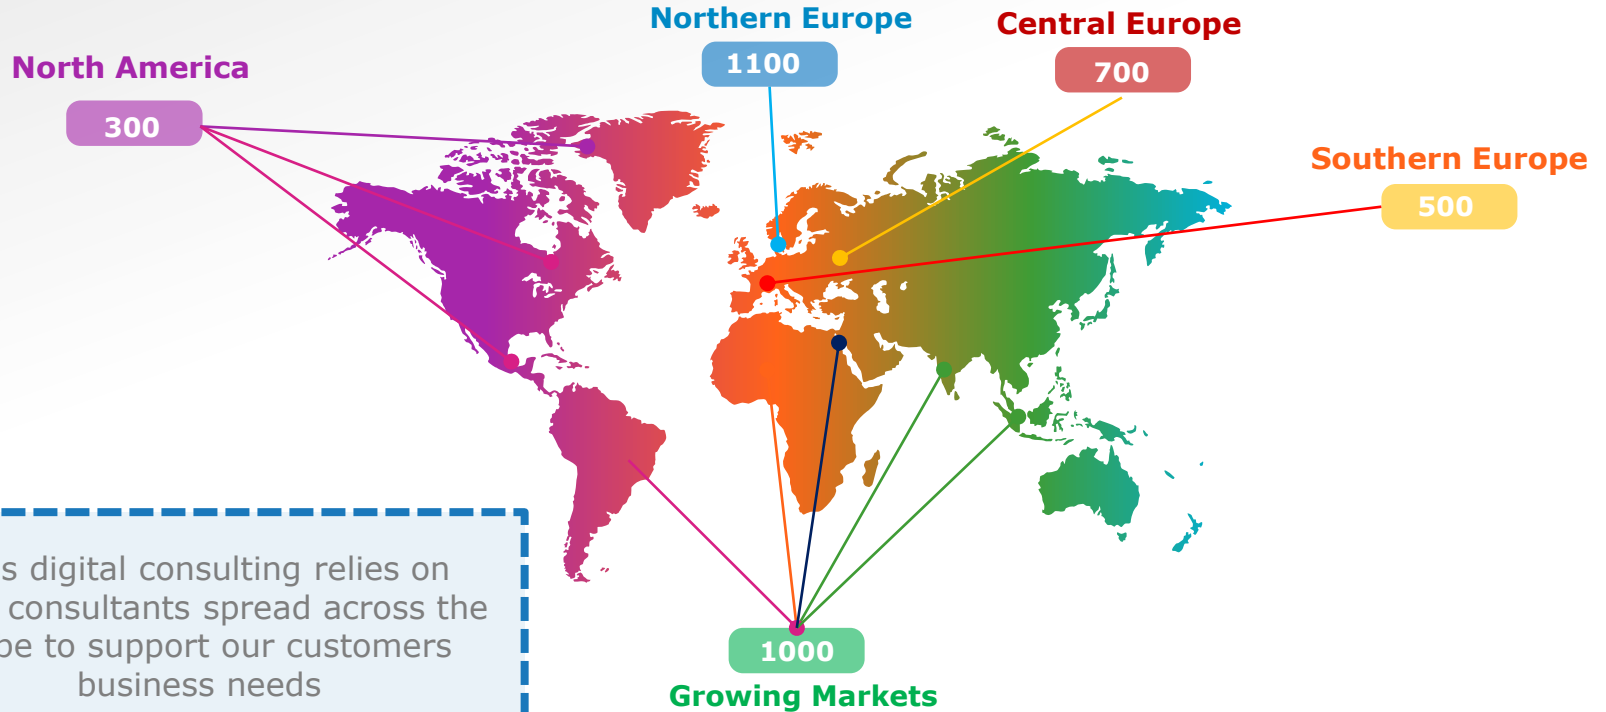 Northern Europe
1100
Central Europe
700
North America
300
Southern Europe
500
s digital consulting relies on
consultants spread across the
be to support our customers
business needs
1000
Growing Markets